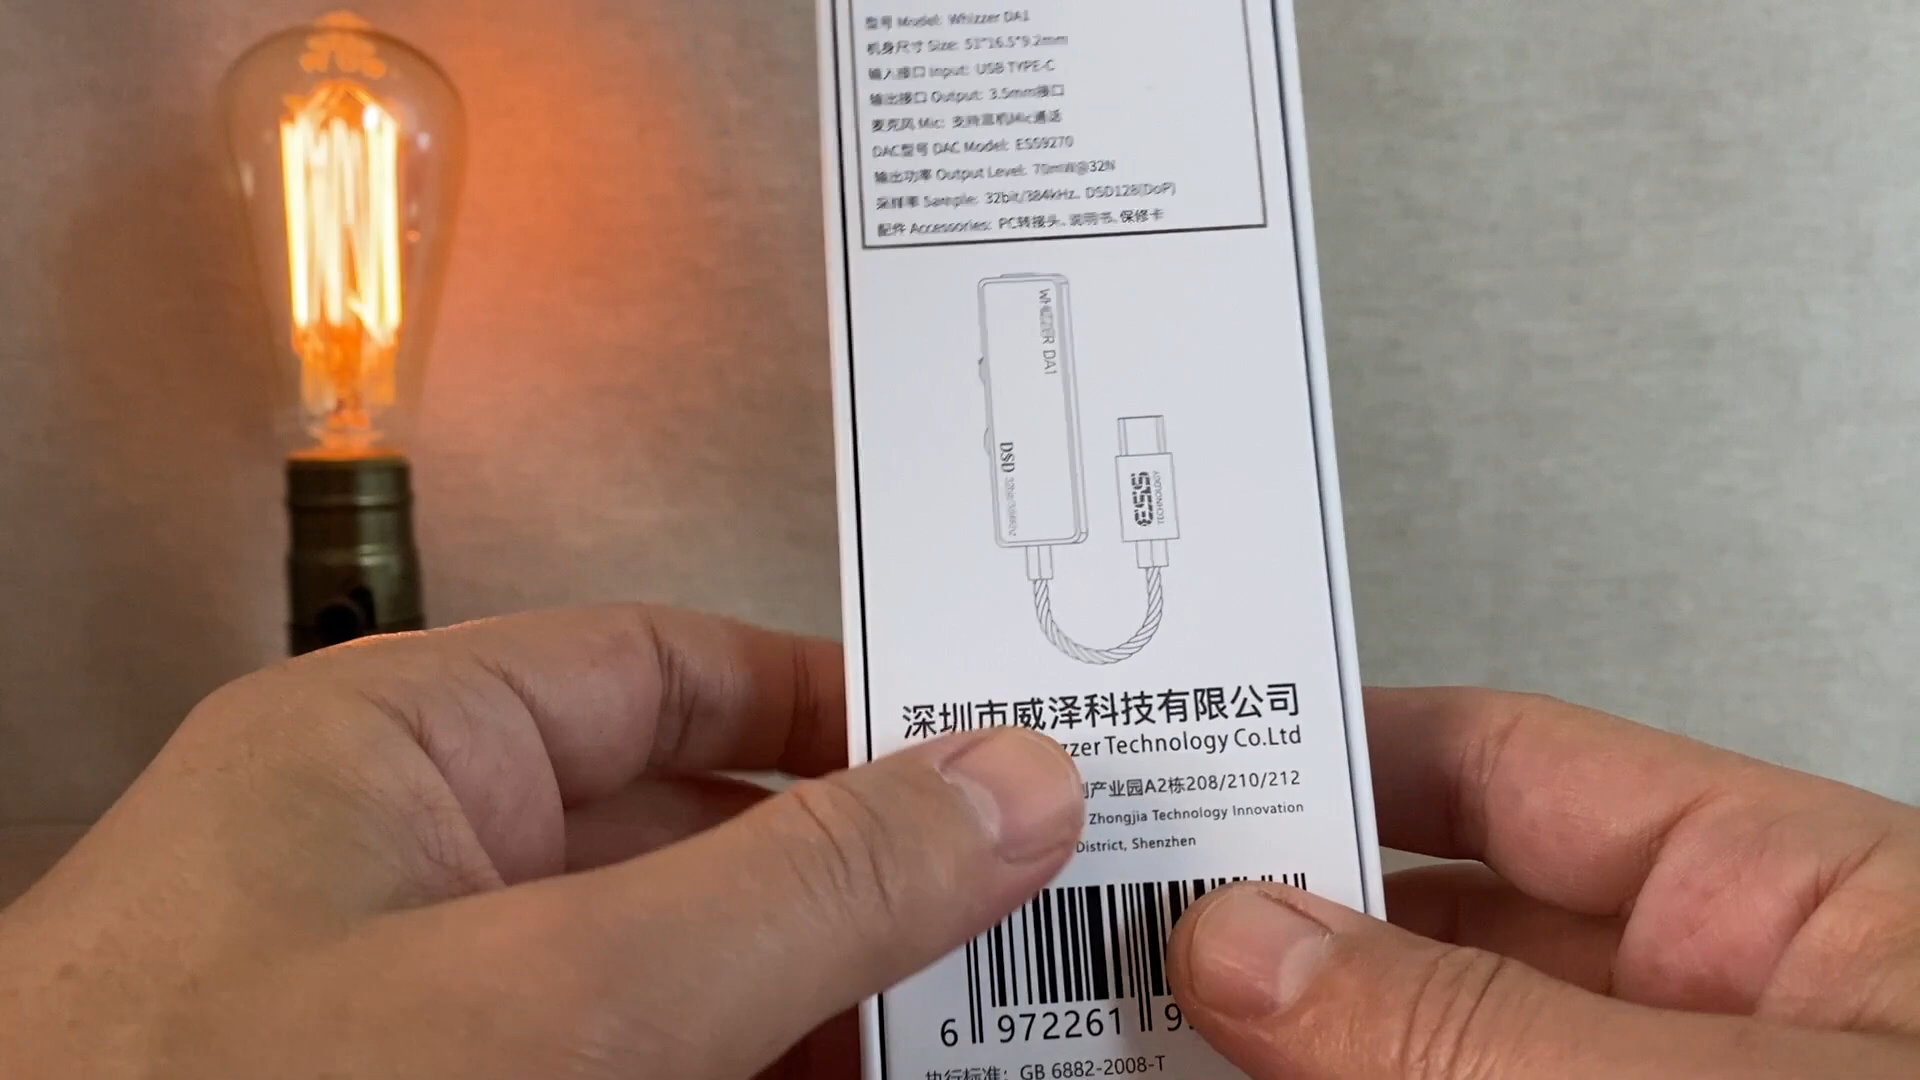 型号 Model: Whizzer DA1
机身尺寸 Size: 51*16.5*9.2mm
输入接口 Input: USB TYPE-C
输出接口 Output: 3.5mm接口
麦克风 Mic: 支持耳机Mic通话
DAC型号 DAC Model: ESS9270
输出功率 Output Level: 70mW@32N
采样率 Sample: 32bit/384kHz、DSD128(DoP)
配件 Accessories: PC转接头、说明书、保修卡
WHIZZER DA1
DSD
ESS
TECHNOLOGY
深圳市威泽科技有限公司
Technology Co.Ltd
产业园A2栋208/210/212
Zhongjia Technology Innovation
District, Shenzhen
6 972261 9
执行标准: GB 6882-2008-T